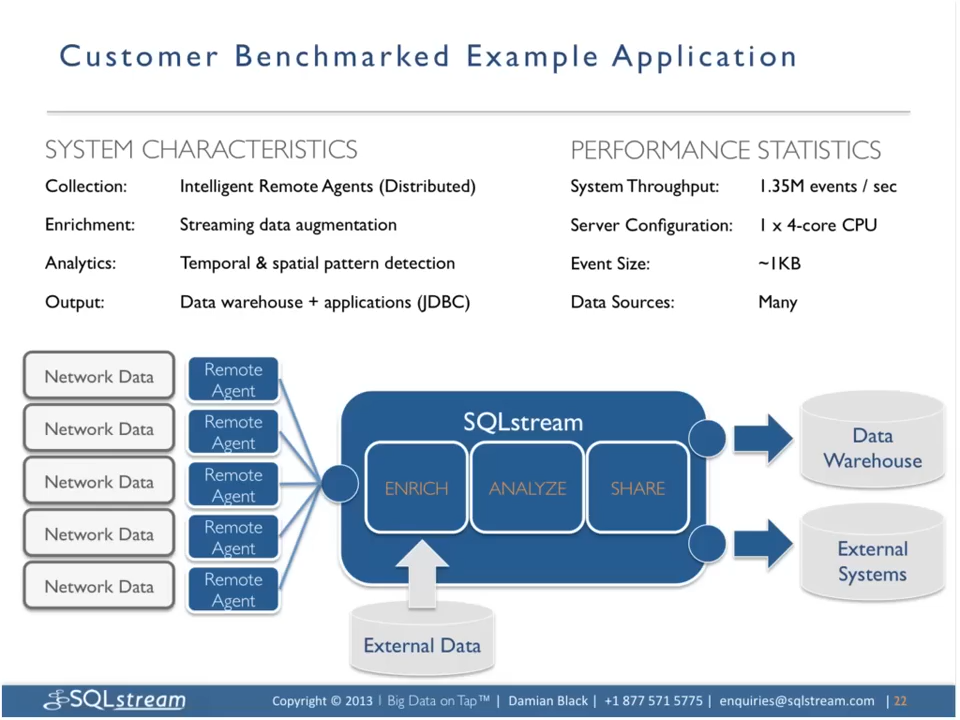 Customer Benchmarked Example Application
SYSTEM CHARACTERISTICS
Collection: Intelligent Remote Agents (Distributed)
Enrichment: Streaming data augmentation
Analytics: Temporal & spatial pattern detection
Output: Data warehouse + applications (JDBC)
PERFORMANCE STATISTICS
System Throughput: 1.35M events / sec
Server Configuration: 1 x 4-core CPU
Event Size: ~1KB
Data Sources: Many
Network Data
Remote
Agent
Network Data
Remote
Agent
Network Data
Remote
Agent
Network Data
Remote
Agent
Network Data
Remote
Agent
SQLstream
ENRICH ANALYZE SHARE
External Data
Data
Warehouse
External
Systems
SQLstream
Copyright © 2013 | Big Data on Tap™ | Damian Black | +1 877 571 5775 | enquiries@sqlstream.com | 22